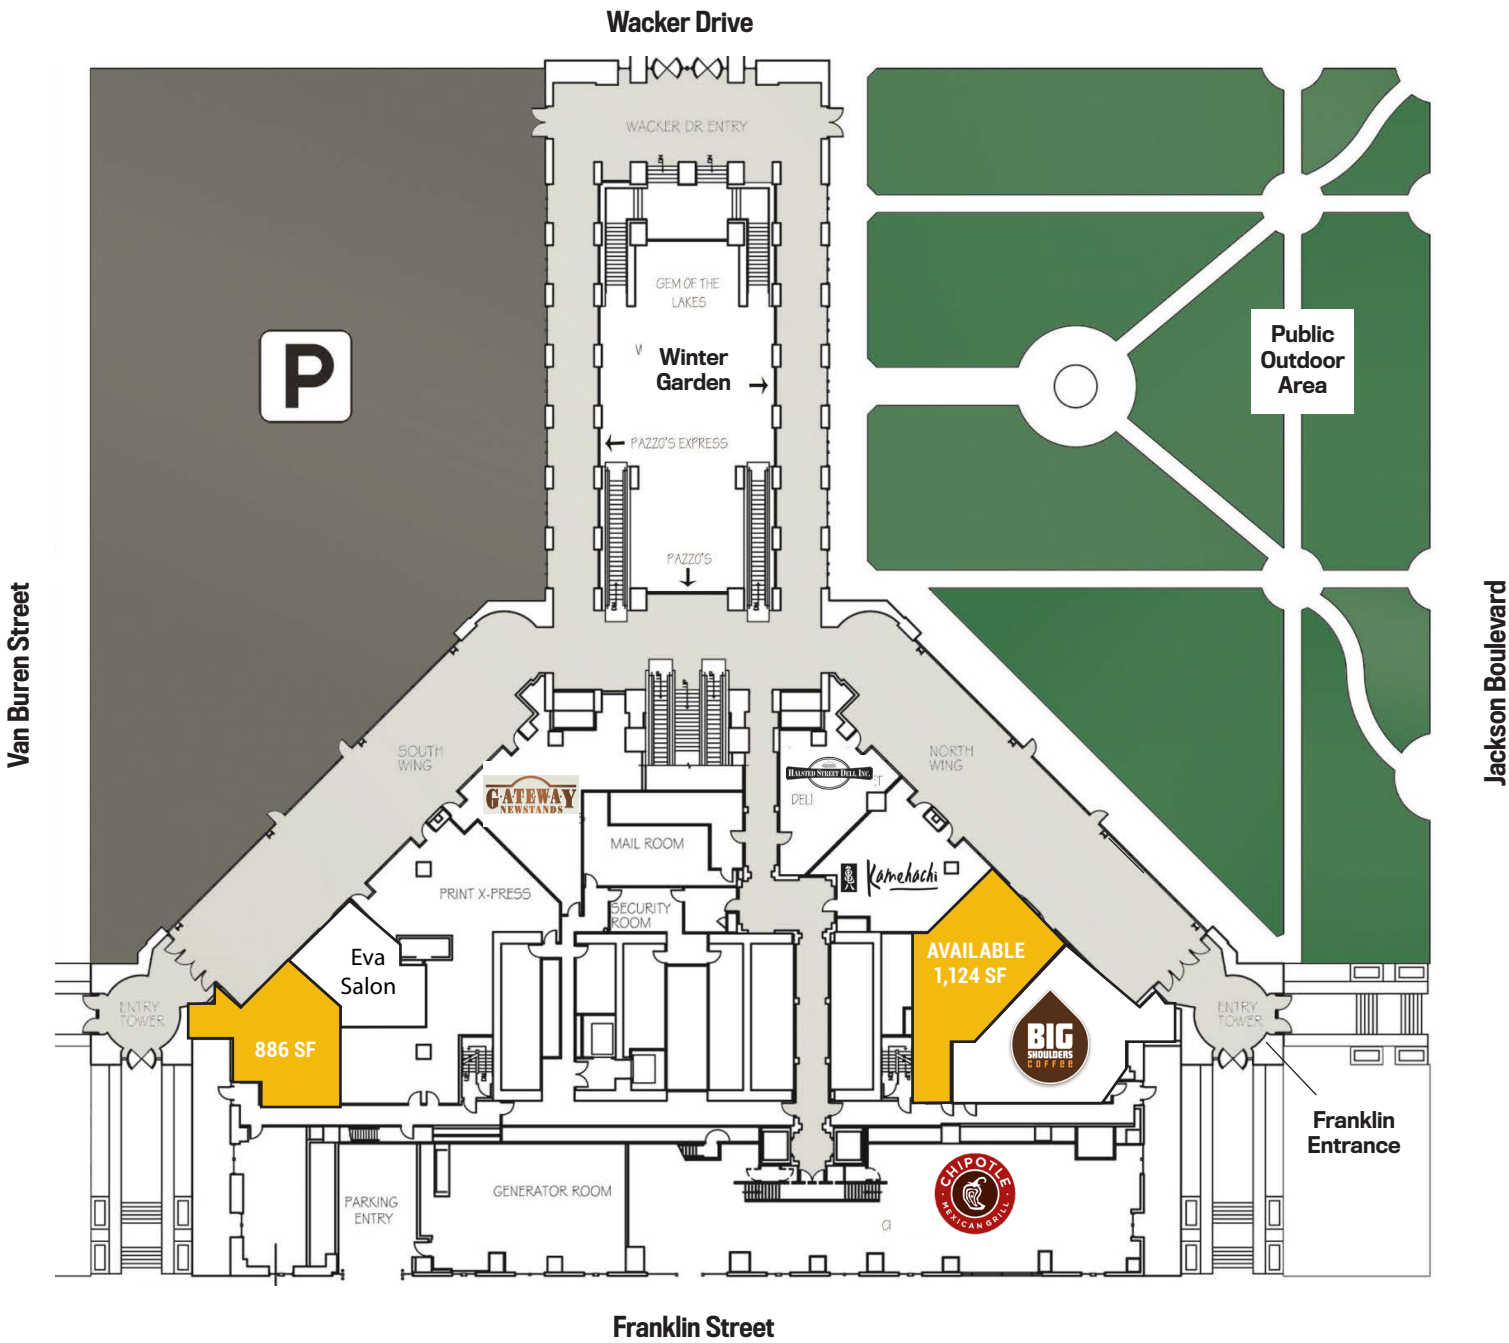 Wacker Drive
WACKER DR. ENTRY
DN
DN
GEM OF THE
LAKES
W
Winter
Garden
Public
Outdoor
Area
P
PAZZO'S EXPRESS
PAZZO'S
Van Buren Street
Jackson Boulevard
SOUTH
WING
NORTH
WING
GATEWAY
NEWSTANDS
HALSTED STREET DELI, INC.
ET
DELI
MAIL ROOM
Kamehachi
PRINT X-PRESS
SECURITY
ROOM
Eva
Salon
AVAILABLE
1,124 SF
ENTRY
TOWER
ENTRY
TOWER
886 SF
BIG
SHOULDERS
COFFEE
Franklin
Entrance
CHIPOTLE
MEXICAN GRILL
GENERATOR ROOM
PARKING
ENTRY
Franklin Street